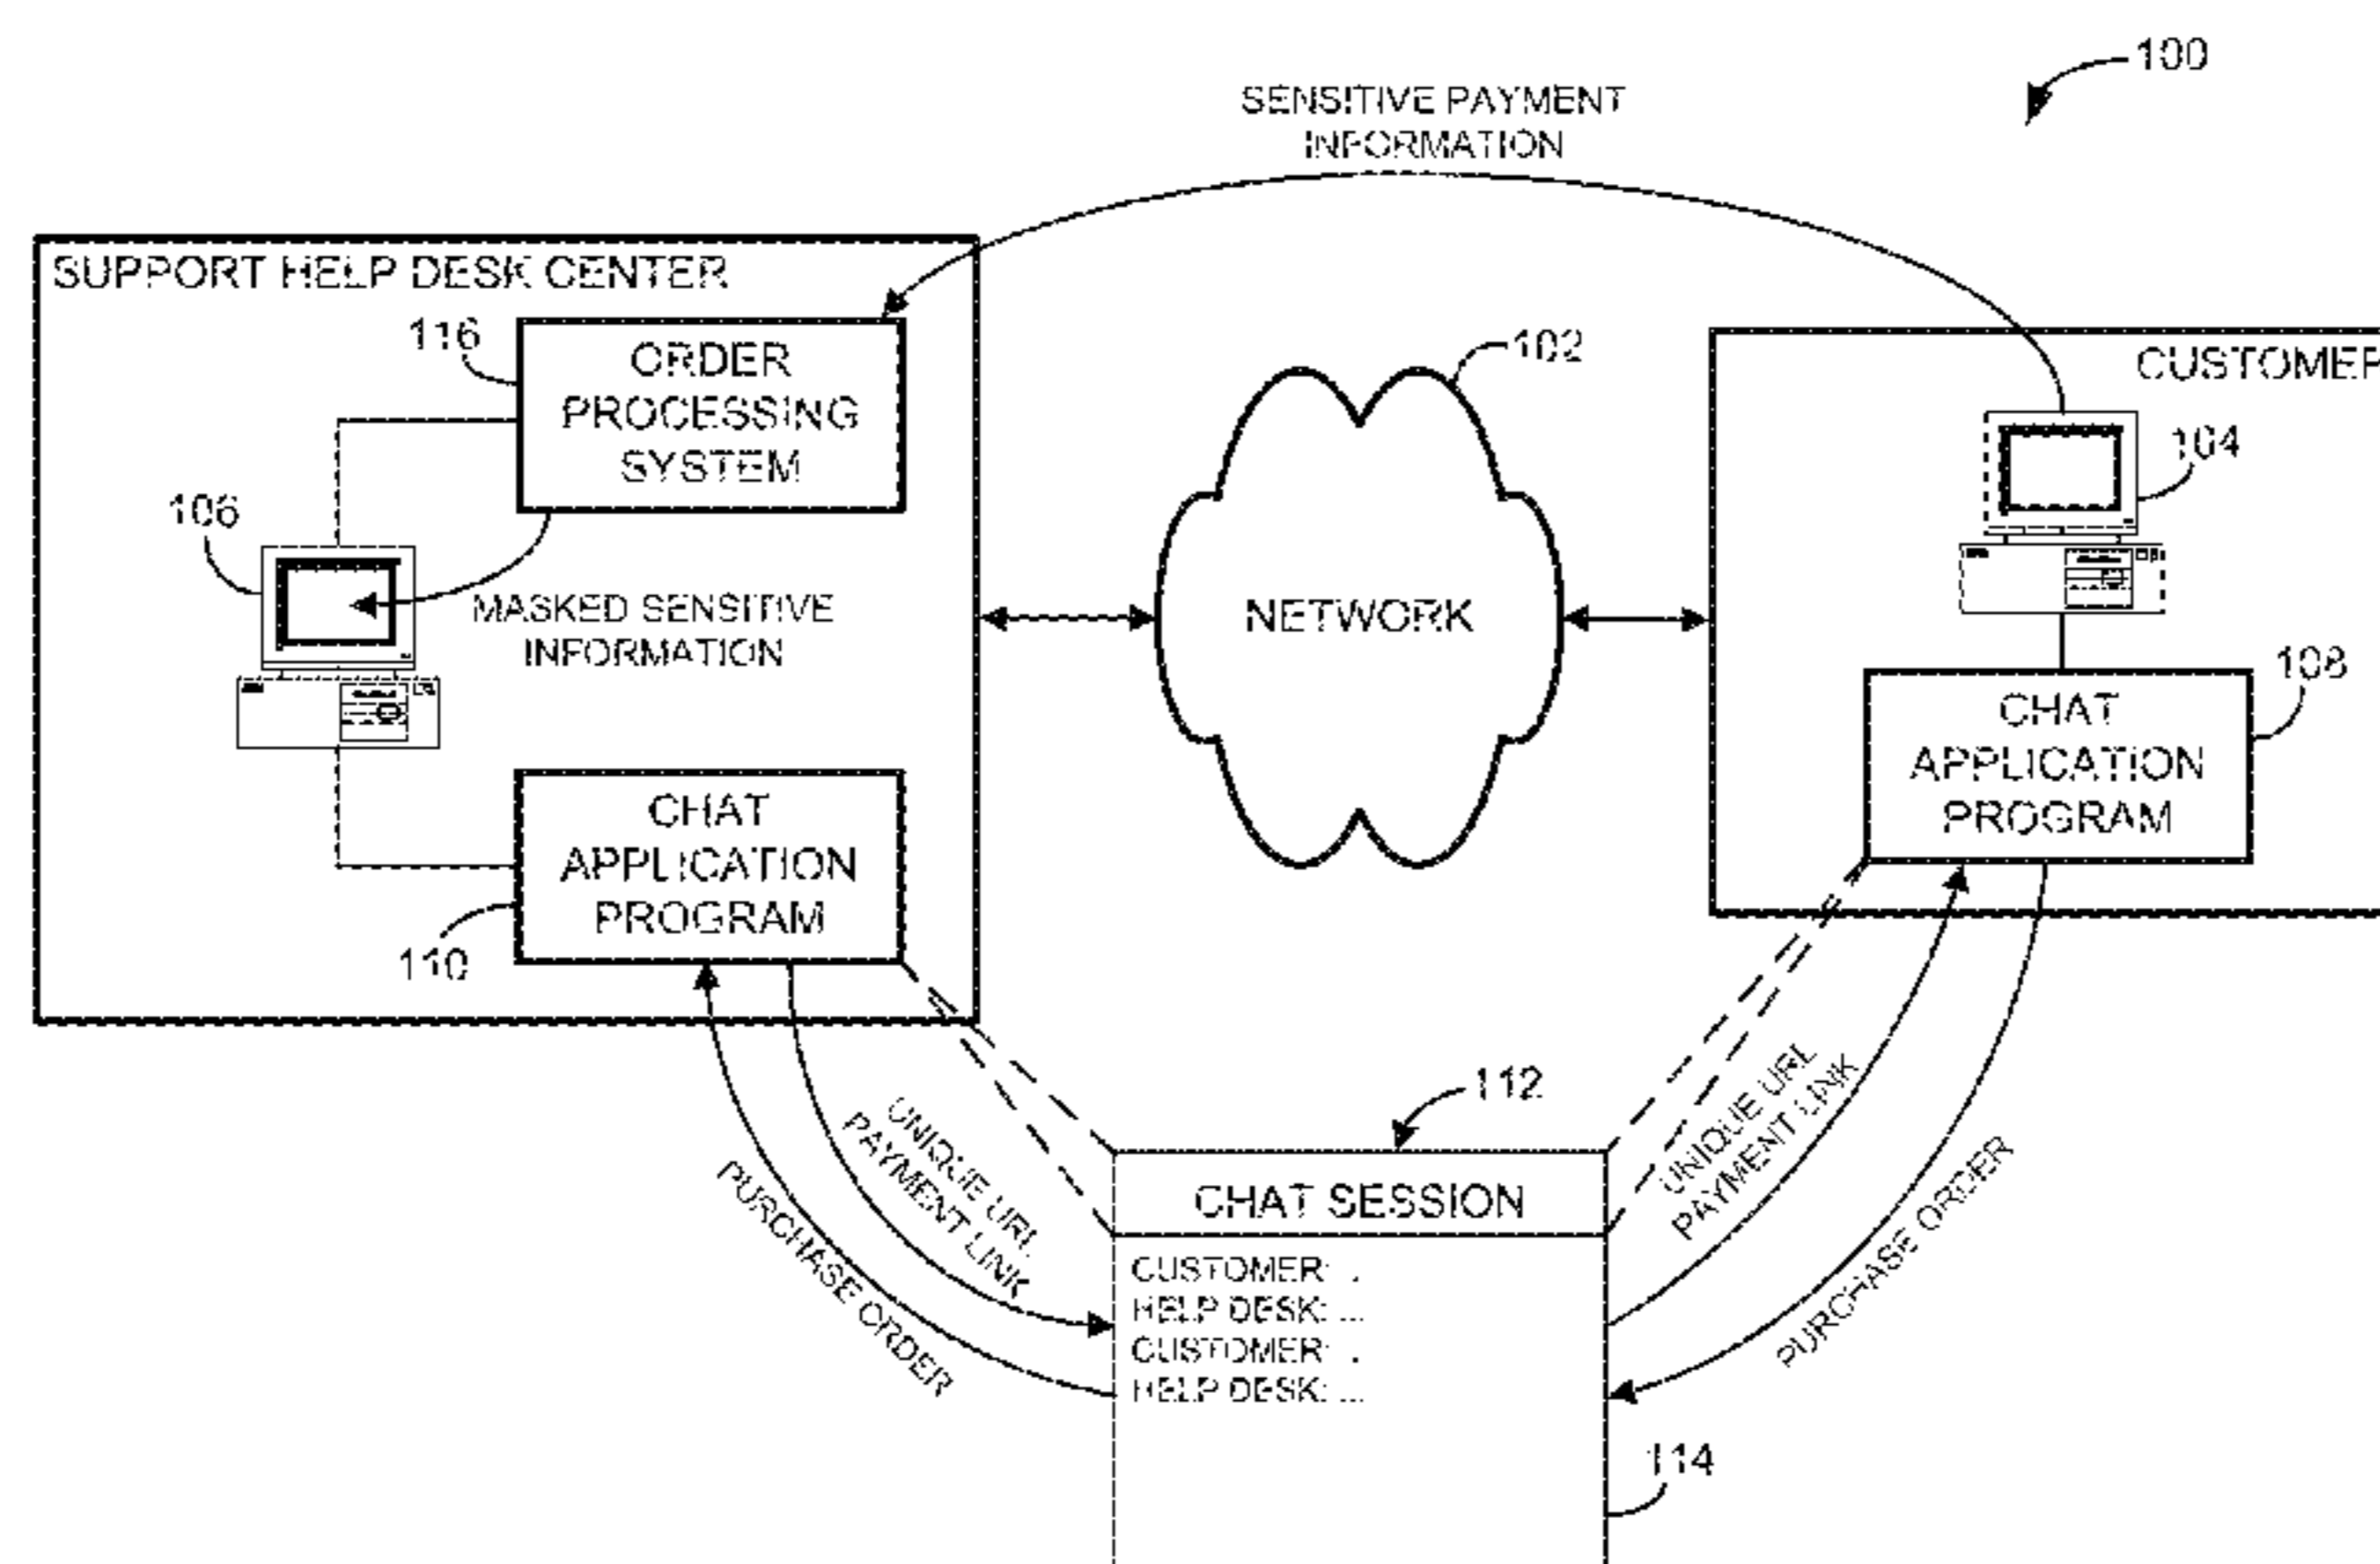 100
SENSITIVE PAYMENT
INFORMATION
SUPPORT HELP DESK CENTER
116
ORDER
PROCESSING
SYSTEM
102
CUSTOMER
104
106
MASKED SENSITIVE
INFORMATION
NETWORK
108
CHAT
APPLICATION
PROGRAM
CHAT
APPLICATION
PROGRAM
110
112
UNIQUE URL
PAYMENT LINK
PURCHASE ORDER
UNIQUE URL
PAYMENT LINK
PURCHASE ORDER
CHAT SESSION
CUSTOMER: ..
HELP DESK: ...
CUSTOMER: ..
HELP DESK: ...
114